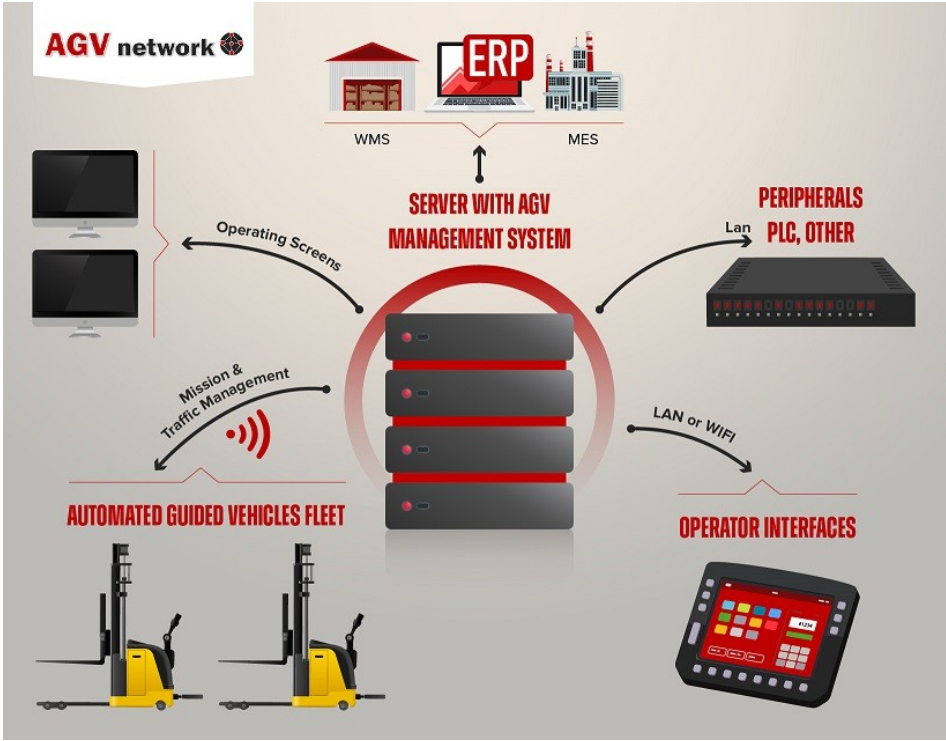 AGV network
ERP
WMS
MES
SERVER WITH AGV
MANAGEMENT SYSTEM
PERIPHERALS
PLC, OTHER
Lan
Operating Screens
Mission &
Traffic Management
LAN or WIFI
AUTOMATED GUIDED VEHICLES FLEET
OPERATOR INTERFACES
#1234